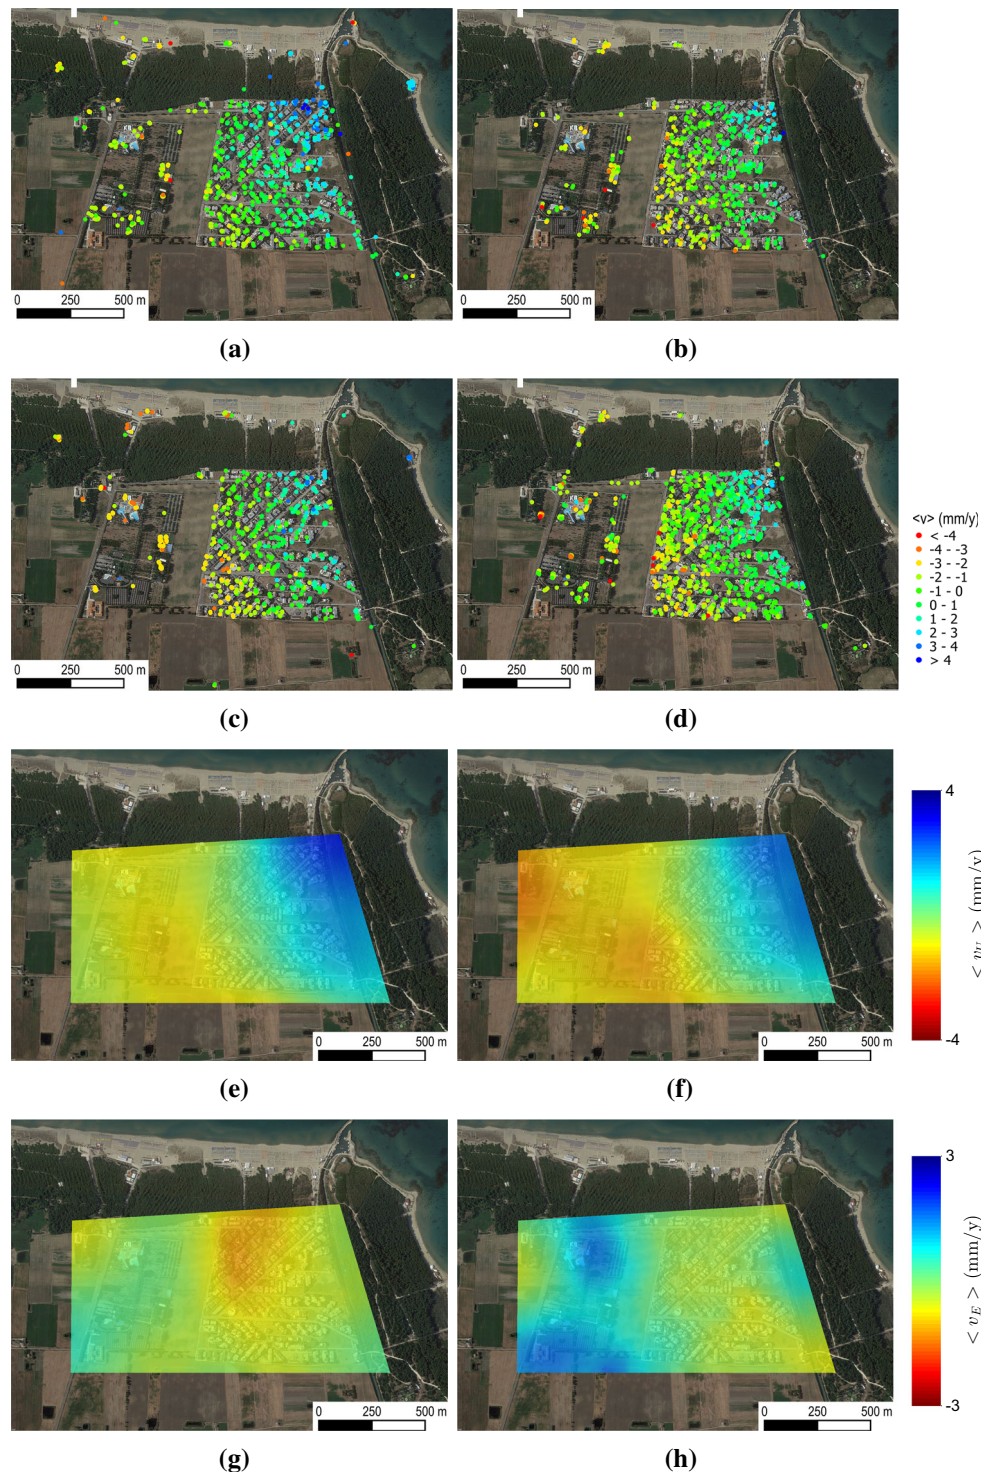 0 250 500 m
0 250 500 m
(a)
(b)
0 250 500 m
0 250 500 m
<v> (mm/y)
< -4
-4 - -3
-3 - -2
-2 - -1
-1 - 0
0 - 1
1 - 2
2 - 3
3 - 4
> 4
(c)
(d)
0 250 500 m
0 250 500 m
4
< v_U > (mm/y)
-4
(e)
(f)
0 250 500 m
0 250 500 m
3
< v_E > (mm/y)
-3
(g)
(h)